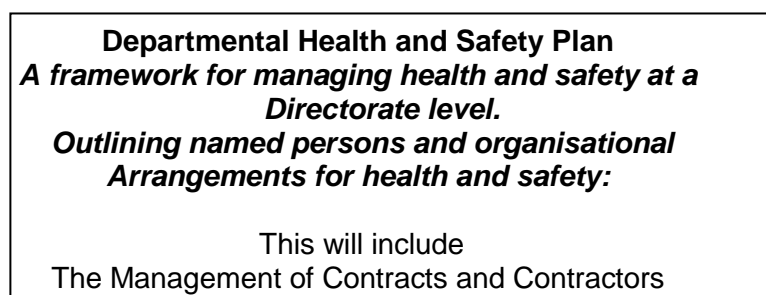 Departmental Health and Safety Plan
A framework for managing health and safety at a
Directorate level.
Outlining named persons and organisational
Arrangements for health and safety:
This will include
The Management of Contracts and Contractors